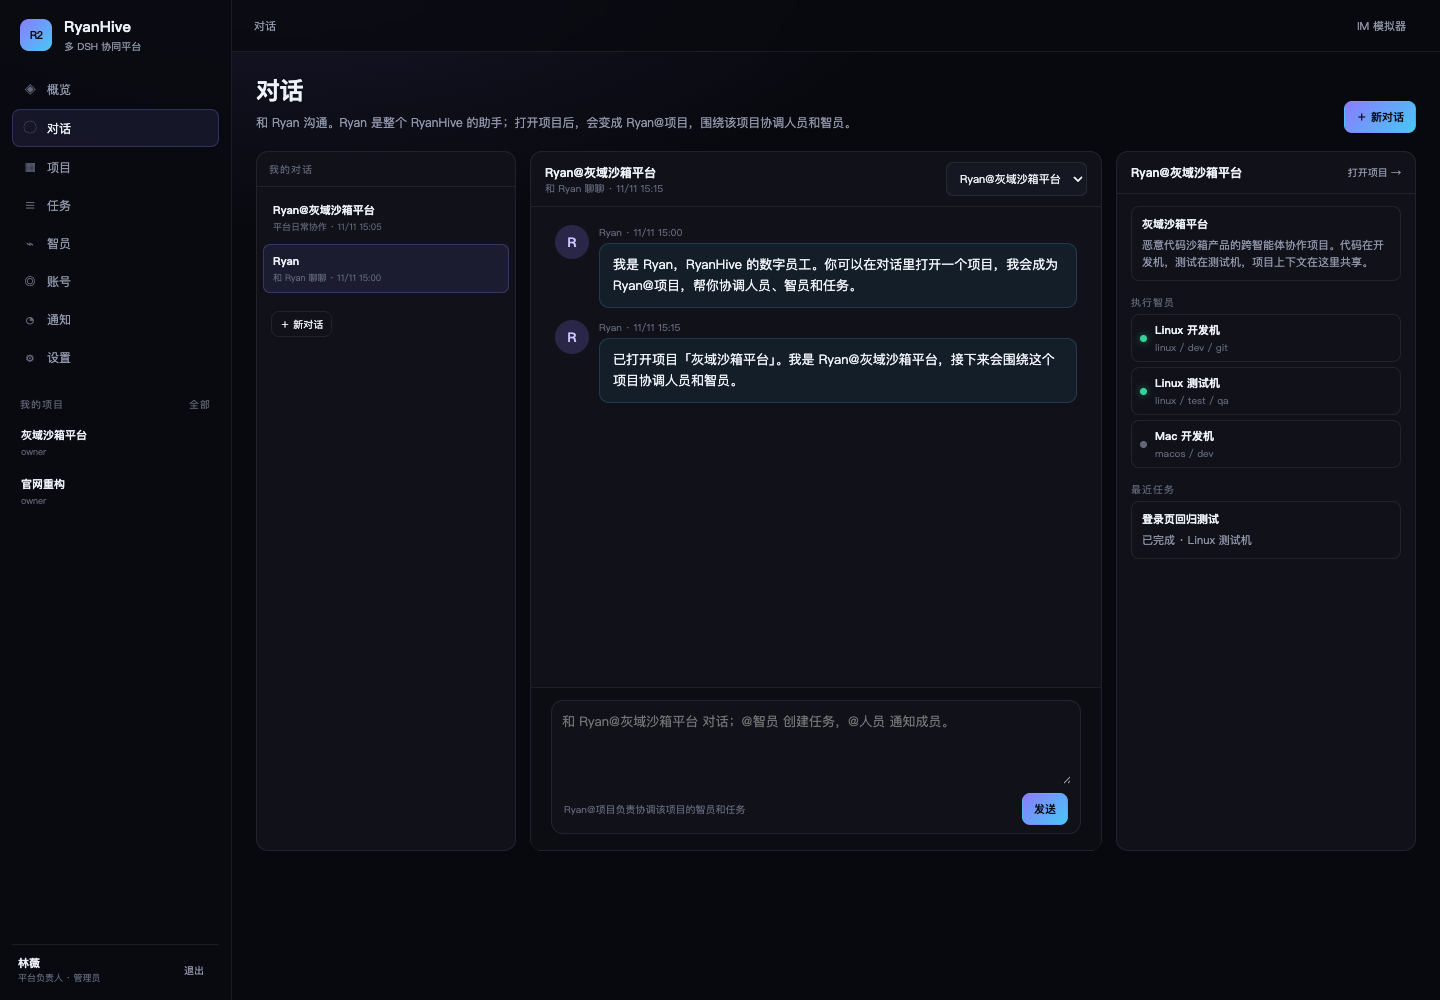 R2
RyanHive
多 DSH 协同平台
概览
对话
项目
任务
智员
账号
通知
设置
我的项目
全部
灰域沙箱平台
owner
官网重构
owner
林薇
平台负责人 · 管理员
退出
对话
IM 模拟器
对话
和 Ryan 沟通。Ryan 是整个 RyanHive 的助手；打开项目后，会变成 Ryan@项目，围绕该项目协调人员和智员。
+ 新对话
我的对话
Ryan@灰域沙箱平台
平台日常协作 · 11/11 15:05
Ryan
和 Ryan 聊聊 · 11/11 15:00
+ 新对话
Ryan@灰域沙箱平台
和 Ryan 聊聊 · 11/11 15:15
Ryan@灰域沙箱平台
R
Ryan · 11/11 15:00
我是 Ryan，RyanHive 的数字员工。你可以在对话里打开一个项目，我会成为
Ryan@项目，帮你协调人员、智员和任务。
R
Ryan · 11/11 15:15
已打开项目「灰域沙箱平台」。我是 Ryan@灰域沙箱平台，接下来会围绕这个
项目协调人员和智员。
和 Ryan@灰域沙箱平台 对话；@智员 创建任务，@人员 通知成员。
Ryan@项目负责协调该项目的智员和任务
发送
Ryan@灰域沙箱平台
打开项目 →
灰域沙箱平台
恶意代码沙箱产品的跨智能体协作项目。代码在开
发机，测试在测试机，项目上下文在这里共享。
执行智员
Linux 开发机
linux / dev / git
Linux 测试机
linux / test / qa
Mac 开发机
macos / dev
最近任务
登录页回归测试
已完成 · Linux 测试机